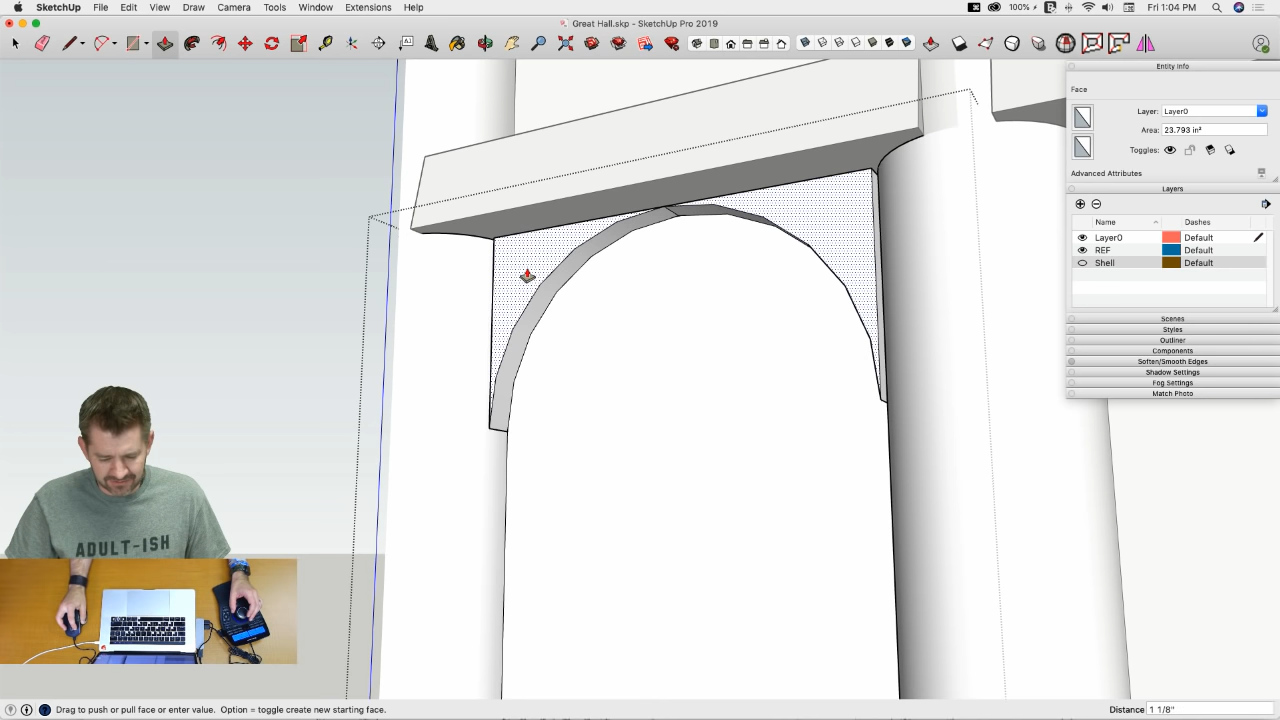 SketchUp File Edit View Draw Camera Tools Window Extensions Help 100% Fri 1:04 PM
Great Hall.skp - SketchUp Pro 2019
Entity Info
Face
Layer: Layer0
Area: 23.793 in²
Toggles:
Advanced Attributes
Layers
Name Dashes
Layer0 Default
REF Default
Shell Default
Scenes
Styles
Outliner
Components
Soften/Smooth Edges
Shadow Settings
Fog Settings
Match Photo
ADULT-ISH
Drag to push or pull face or enter value. Option = toggle create new starting face. Distance 1 1/8"